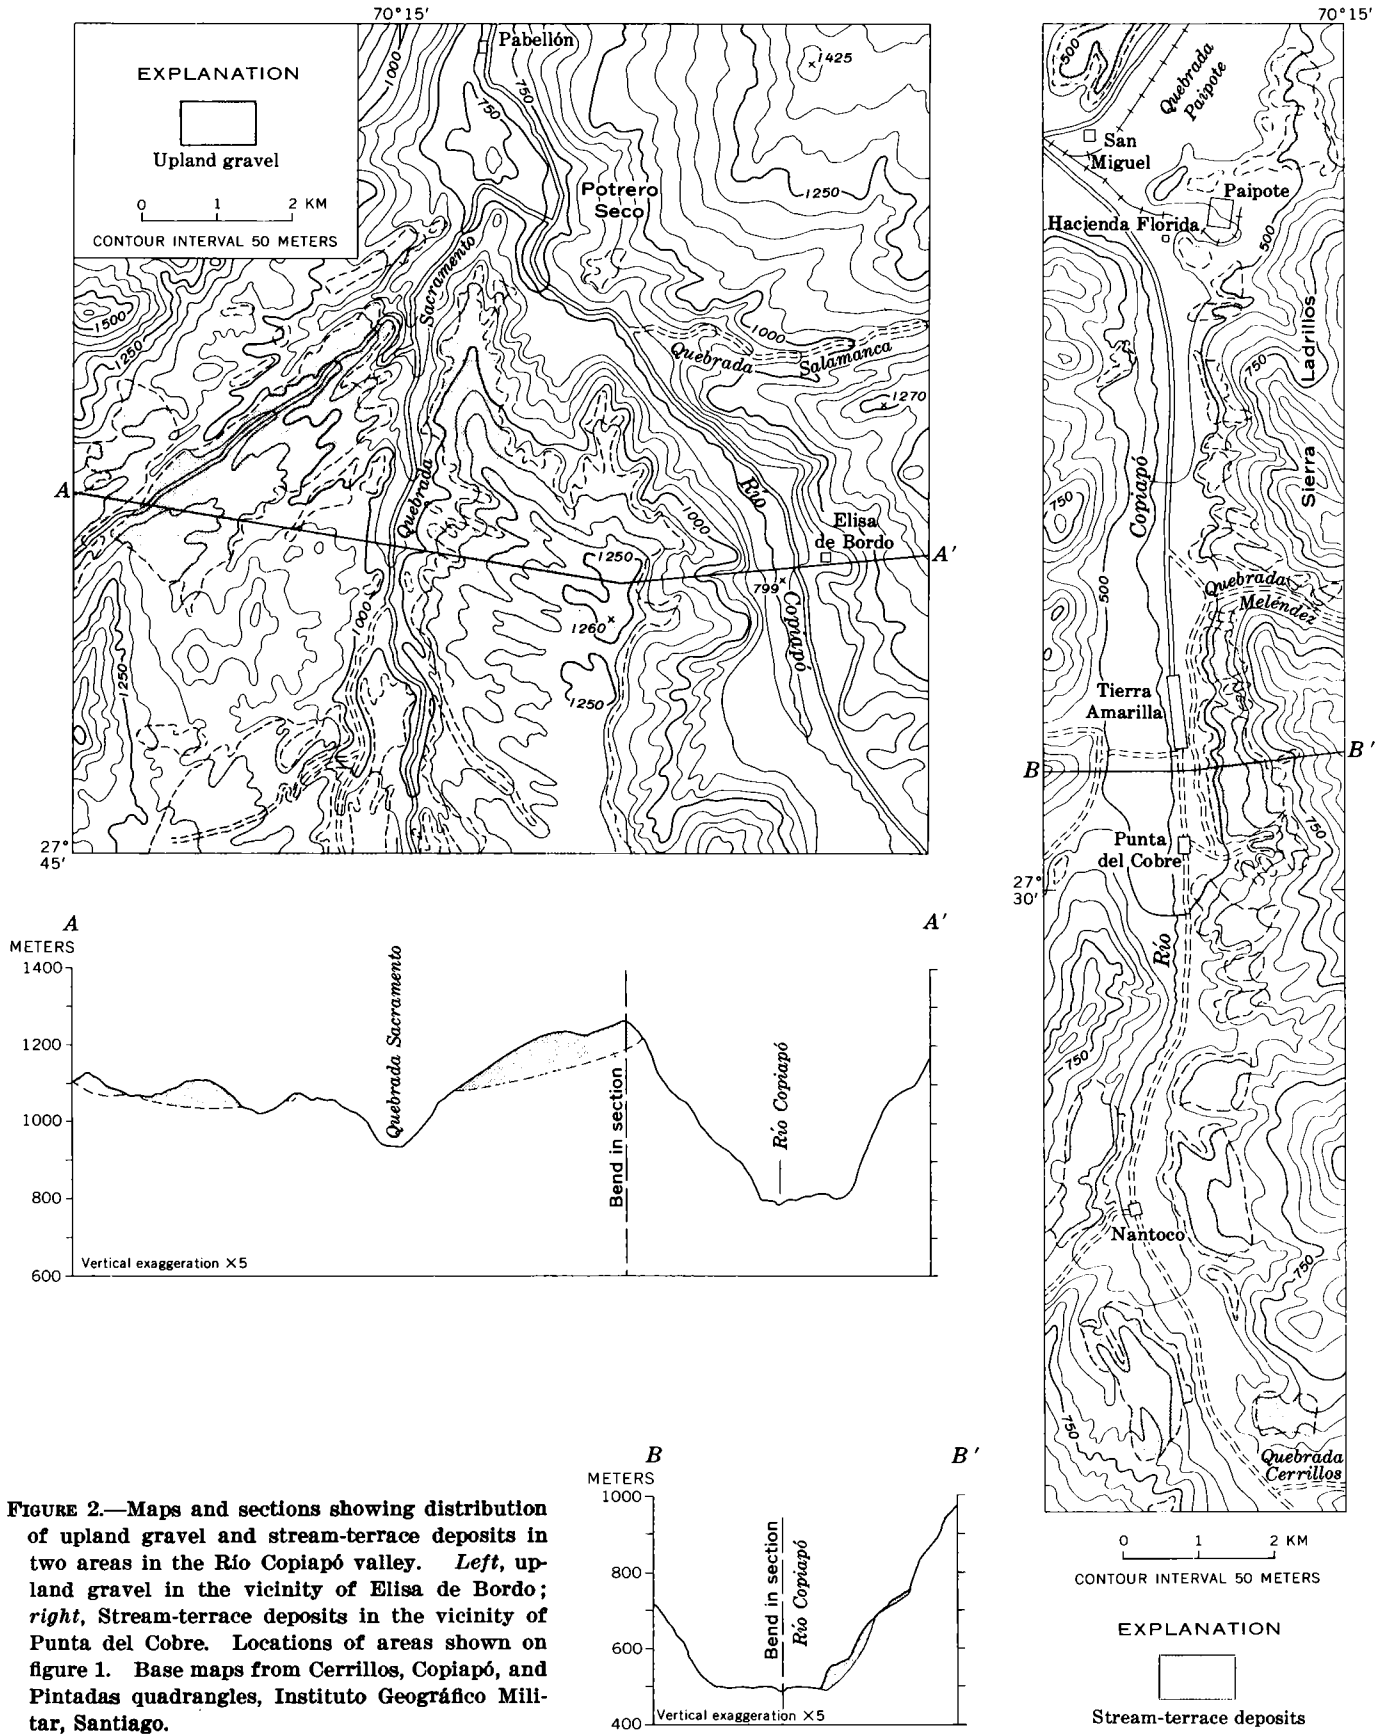 70° 15′
EXPLANATION
Upland gravel
0 1 2 KM
CONTOUR INTERVAL 50 METERS
Pabellón
1000
750
750
1425
1250
Potrero
Seco
Sacramento
1500
1250
1000
Quebrada
Salamanca
1270
A
Quebrada
Río
1000
Elisa
de Bordo
A′
1250
799
Copiapó
1260
1000
1250
1250
27°
45′
A
A′
METERS
1400
1200
1000
800
600
Quebrada Sacramento
Bend in section
Río Copiapó
Vertical exaggeration ×5
70° 15′
500
Quebrada
Paipote
San
Miguel
Paipote
Hacienda Florida
500
Ladrillos
750
Sierra
Copiapó
750
500
Quebrada
Meléndez
Tierra
Amarilla
B
B′
Punta
del Cobre
750
27°
30′
Río
750
Nantoco
750
750
Quebrada
Cerrillos
0 1 2 KM
CONTOUR INTERVAL 50 METERS
EXPLANATION
Stream-terrace deposits
B
B′
METERS
1000
800
600
400
Bend in section
Río Copiapó
Vertical exaggeration ×5
FIGURE 2.—Maps and sections showing distribution
of upland gravel and stream-terrace deposits in
two areas in the Río Copiapó valley. Left, up-
land gravel in the vicinity of Elisa de Bordo;
right, Stream-terrace deposits in the vicinity of
Punta del Cobre. Locations of areas shown on
figure 1. Base maps from Cerrillos, Copiapó, and
Pintadas quadrangles, Instituto Geográfico Mili-
tar, Santiago.